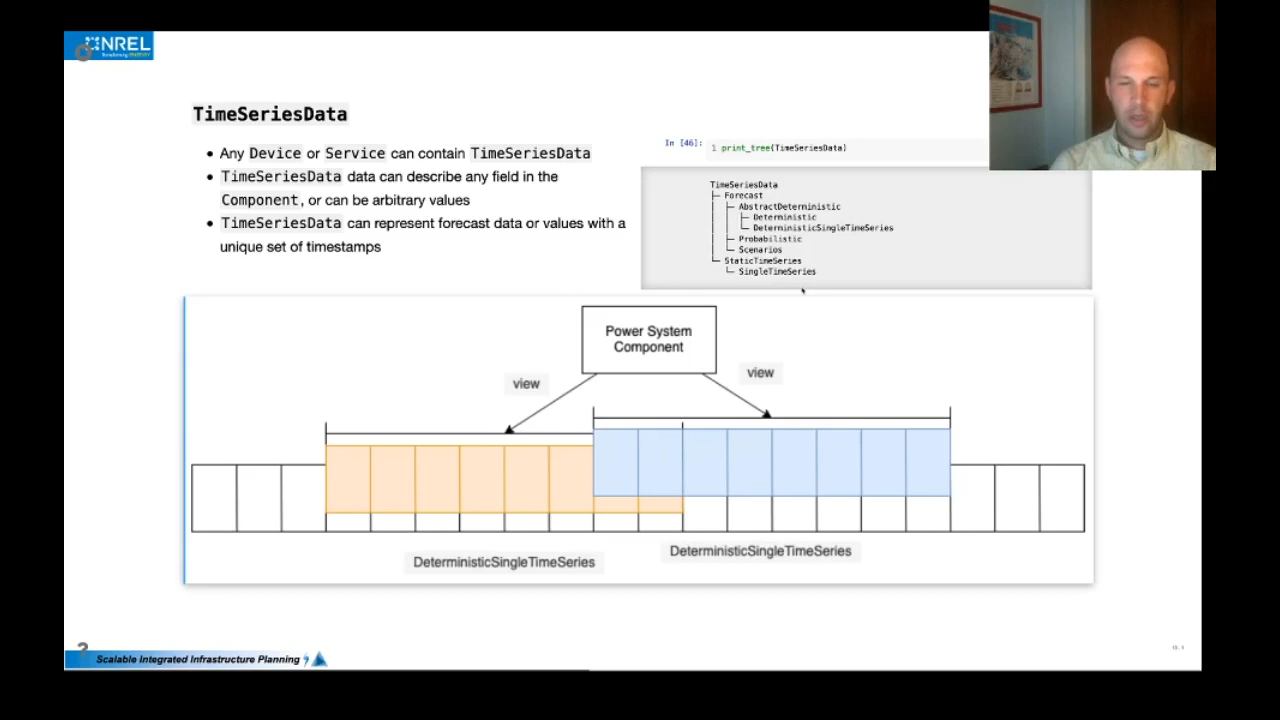 NREL
TimeSeriesData
• Any Device or Service can contain TimeSeriesData
• TimeSeriesData data can describe any field in the
Component, or can be arbitrary values
• TimeSeriesData can represent forecast data or values with a
unique set of timestamps
In [46]: 1 print_tree(TimeSeriesData)
TimeSeriesData
├─ Forecast
│ ├─ AbstractDeterministic
│ │ ├─ Deterministic
│ │ └─ DeterministicSingleTimeSeries
│ ├─ Probabilistic
│ └─ Scenarios
└─ StaticTimeSeries
└─ SingleTimeSeries
Power System
Component
view
view
DeterministicSingleTimeSeries
DeterministicSingleTimeSeries
?
Scalable Integrated Infrastructure Planning